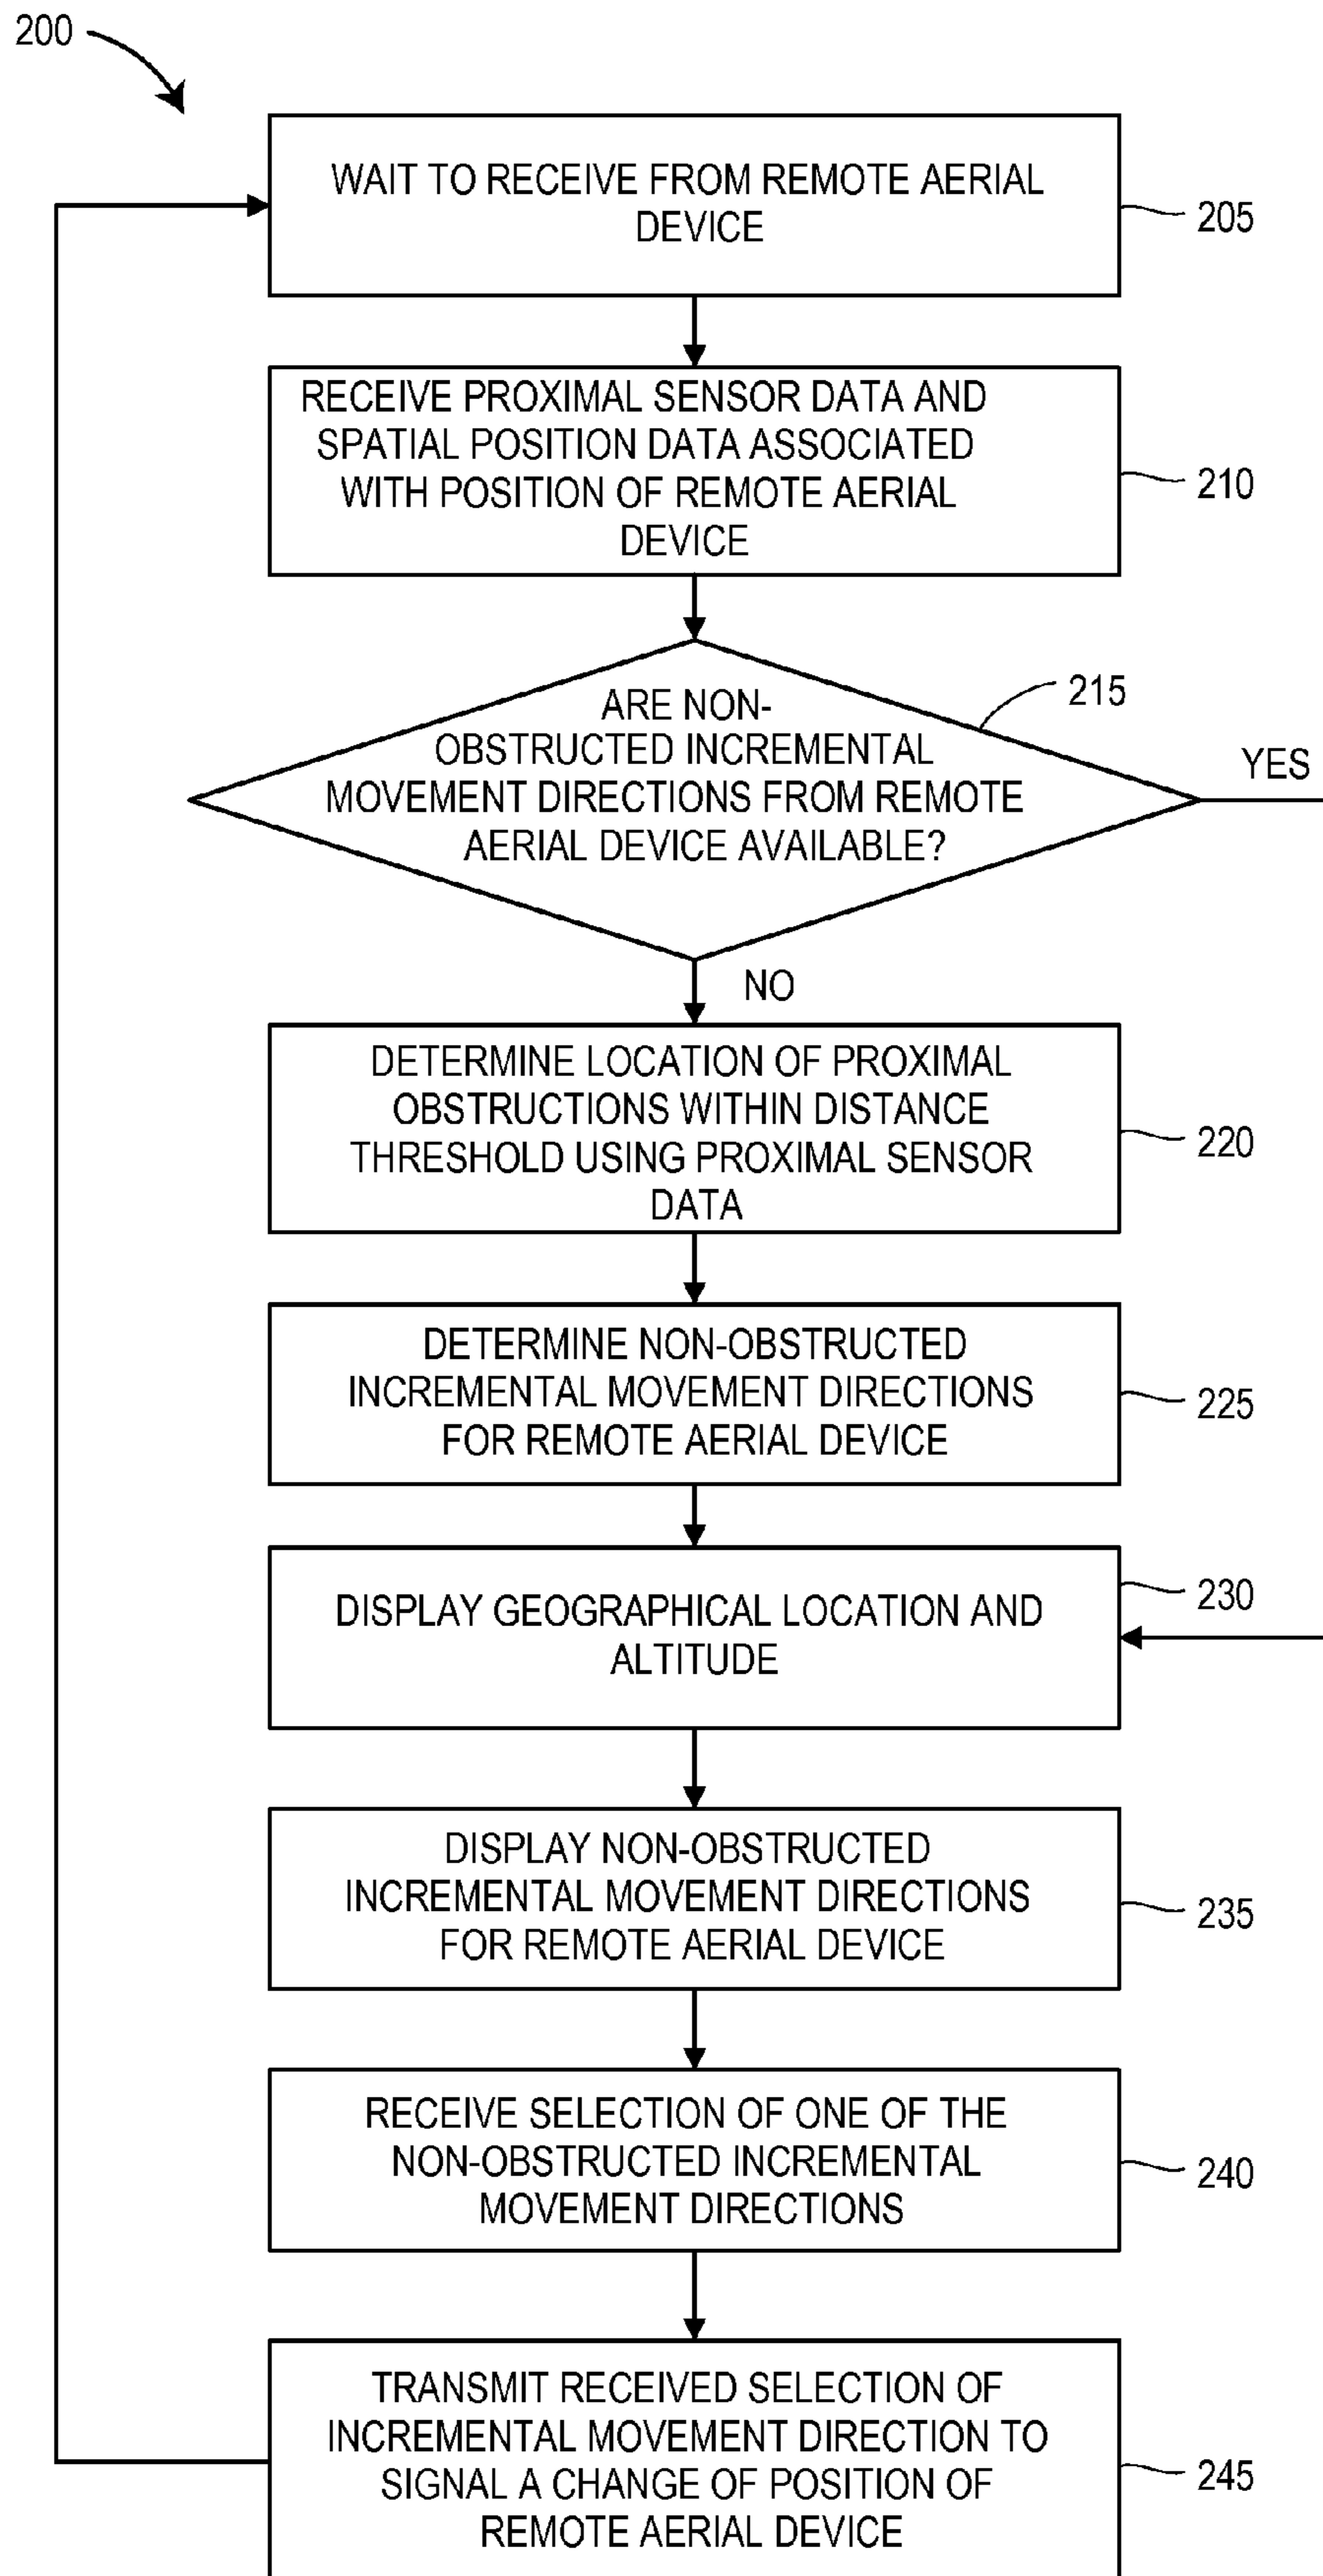 200
WAIT TO RECEIVE FROM REMOTE AERIAL
DEVICE
205
RECEIVE PROXIMAL SENSOR DATA AND
SPATIAL POSITION DATA ASSOCIATED
WITH POSITION OF REMOTE AERIAL
DEVICE
210
ARE NON-
OBSTRUCTED INCREMENTAL
MOVEMENT DIRECTIONS FROM REMOTE
AERIAL DEVICE AVAILABLE?
215
YES
NO
DETERMINE LOCATION OF PROXIMAL
OBSTRUCTIONS WITHIN DISTANCE
THRESHOLD USING PROXIMAL SENSOR
DATA
220
DETERMINE NON-OBSTRUCTED
INCREMENTAL MOVEMENT DIRECTIONS
FOR REMOTE AERIAL DEVICE
225
DISPLAY GEOGRAPHICAL LOCATION AND
ALTITUDE
230
DISPLAY NON-OBSTRUCTED
INCREMENTAL MOVEMENT DIRECTIONS
FOR REMOTE AERIAL DEVICE
235
RECEIVE SELECTION OF ONE OF THE
NON-OBSTRUCTED INCREMENTAL
MOVEMENT DIRECTIONS
240
TRANSMIT RECEIVED SELECTION OF
INCREMENTAL MOVEMENT DIRECTION TO
SIGNAL A CHANGE OF POSITION OF
REMOTE AERIAL DEVICE
245